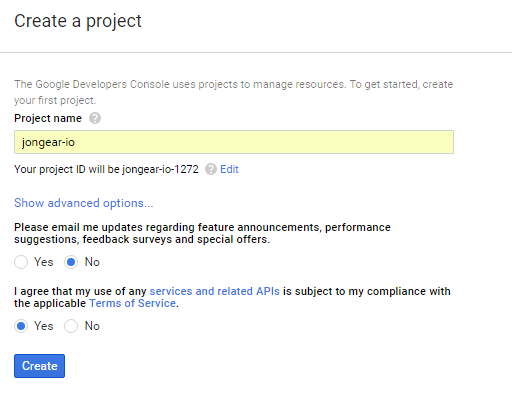 Create a project
The Google Developers Console uses projects to manage resources. To get started, create
your first project.
Project name ?
jongear-io
Your project ID will be jongear-io-1272 ? Edit
Show advanced options...
Please email me updates regarding feature announcements, performance
suggestions, feedback surveys and special offers.
Yes No
I agree that my use of any services and related APIs is subject to my compliance with
the applicable Terms of Service.
Yes No
Create